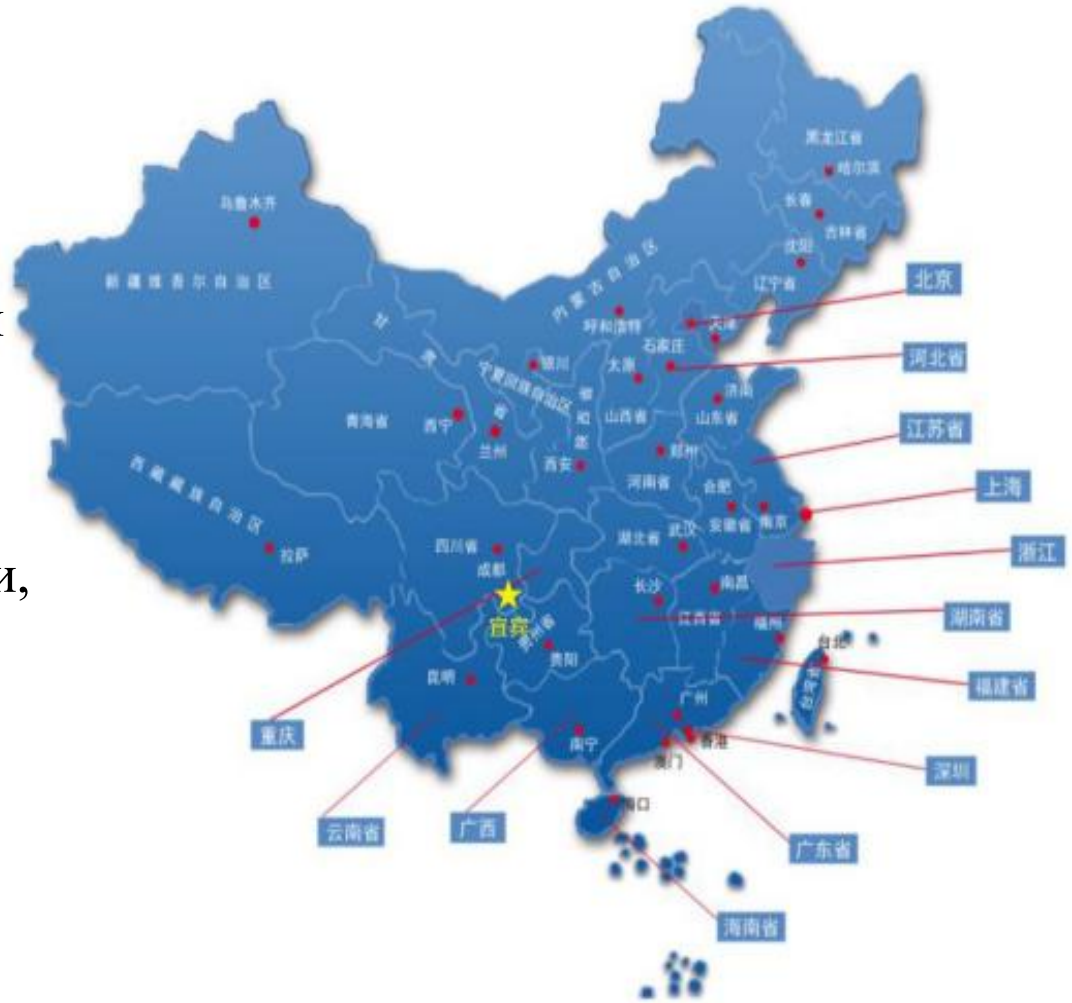 黑龙江省
哈尔滨
乌鲁木齐
长春
吉林省
沈阳
内蒙古自治区
新疆维吾尔自治区
辽宁省
北京
呼和浩特
天津
甘
肃
省
石家庄
河北省
银川
宁夏回族自治区
太原
济南
青海省
西宁
山西省
山东省
江苏省
兰州
西安
郑州
河南省
合肥
上海
西藏藏族自治区
安徽省
南京
四川省
湖北省
武汉
浙江
拉萨
成都
и,
长沙
南昌
湖南省
宜宾
贵州省
江西省
福州
台北
贵阳
昆明
福建省
台湾省
广州
重庆
南宁
香港
澳门
深圳
海口
云南省
广西
广东省
海南省